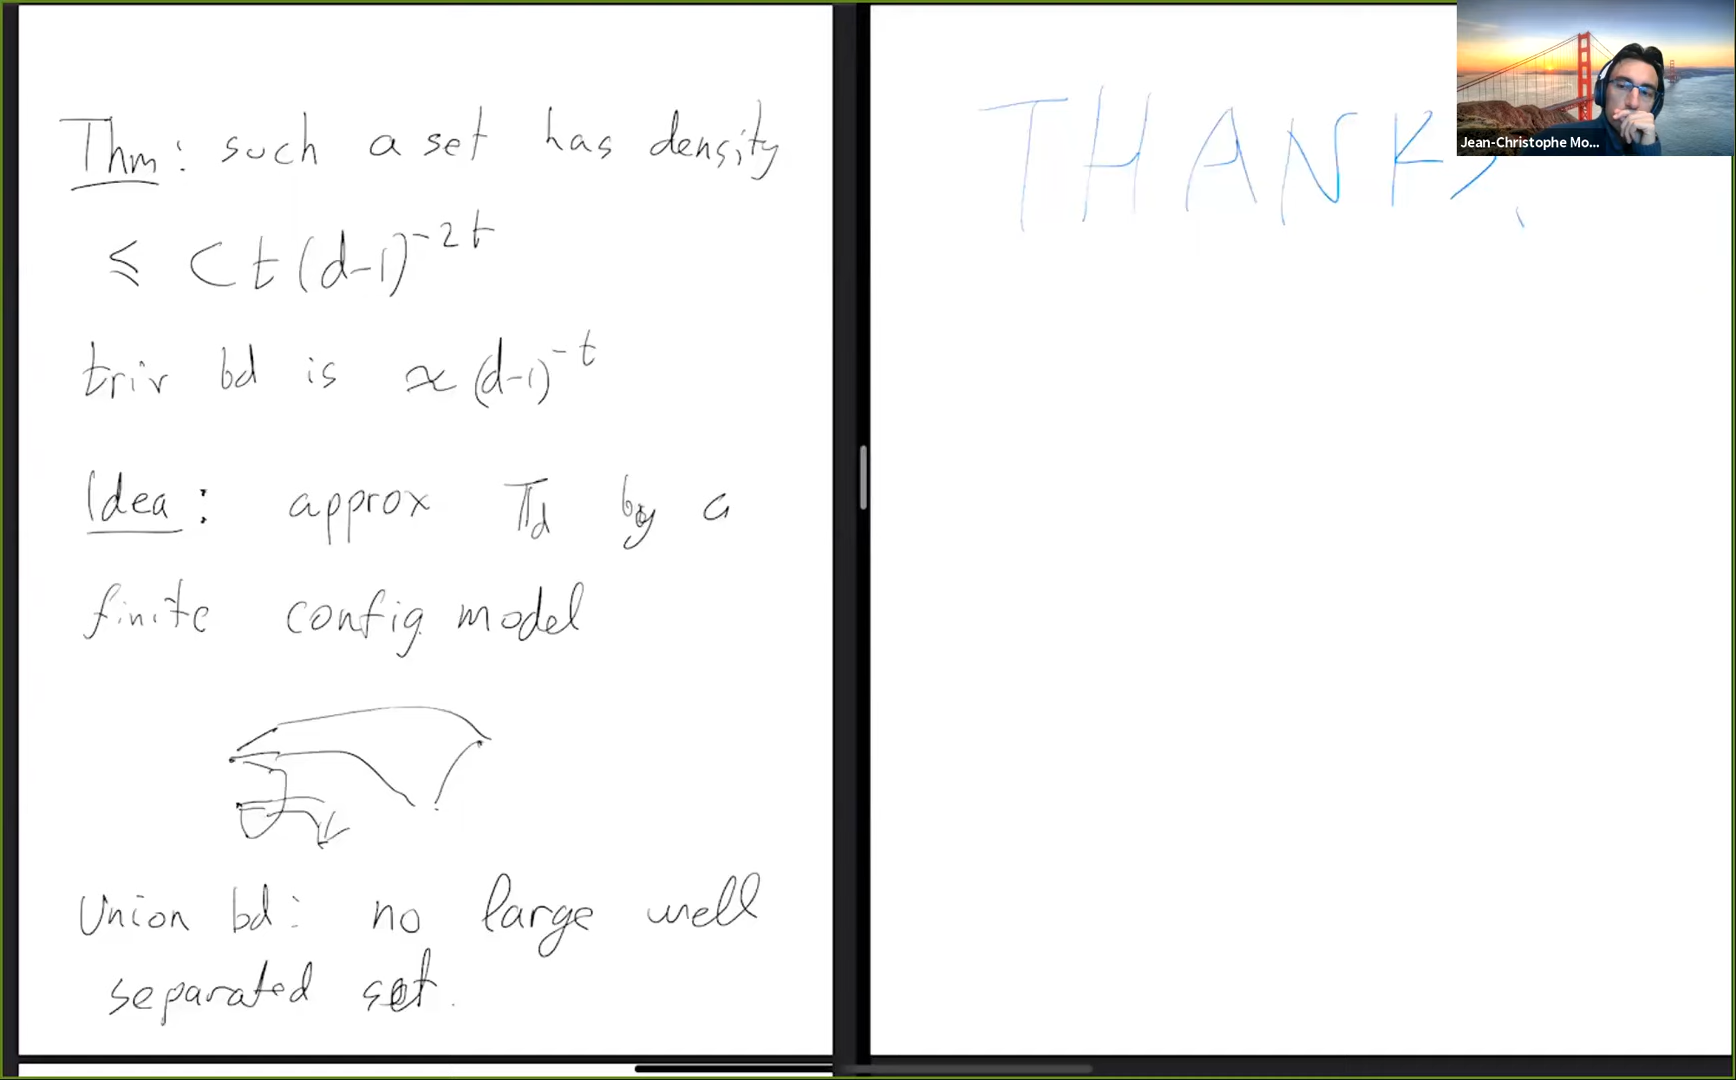 Thm: such a set has density
≤ Ct(d-1)^{-2t}
triv bd is ≍ (d-1)^{-t}
Idea: approx 𝕋_d by a
finite config model
Union bd: no large well
separated set.
THANKS.
Jean-Christophe Mo...